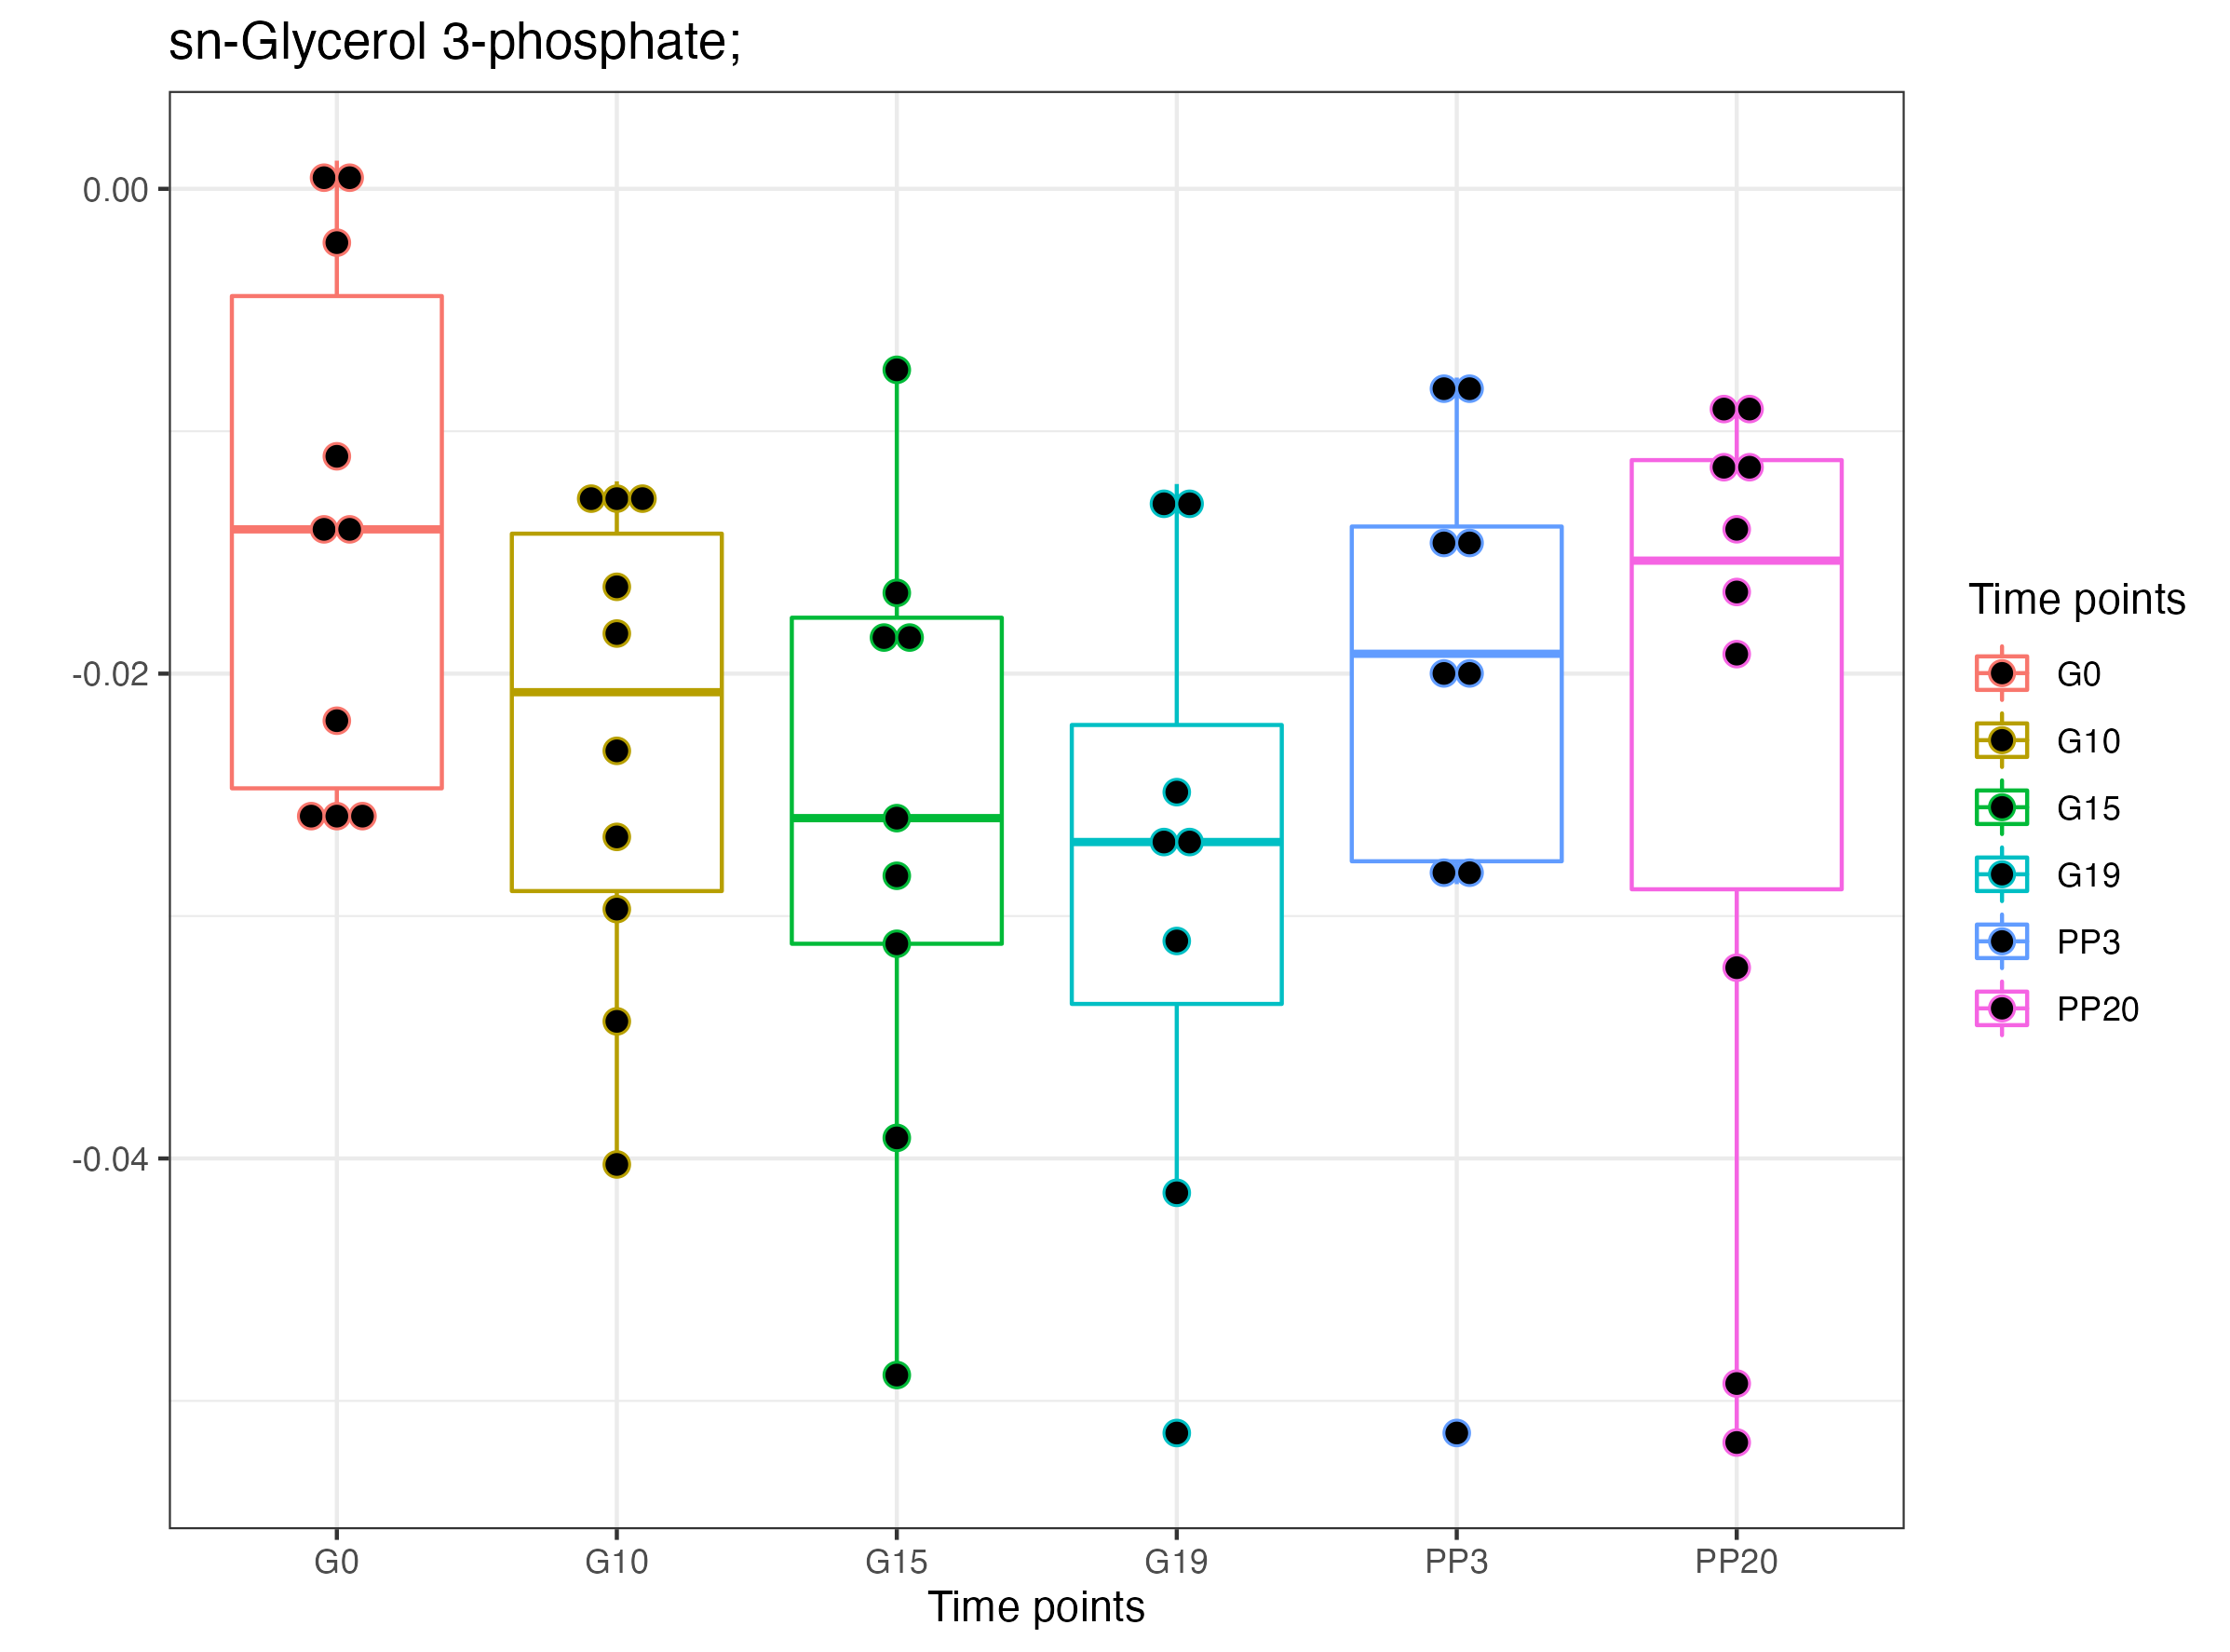 sn-Glycerol 3-phosphate;
0.00
-0.02
-0.04
G0
G10
G15
G19
PP3
PP20
Time points
Time points
G0
G10
G15
G19
PP3
PP20